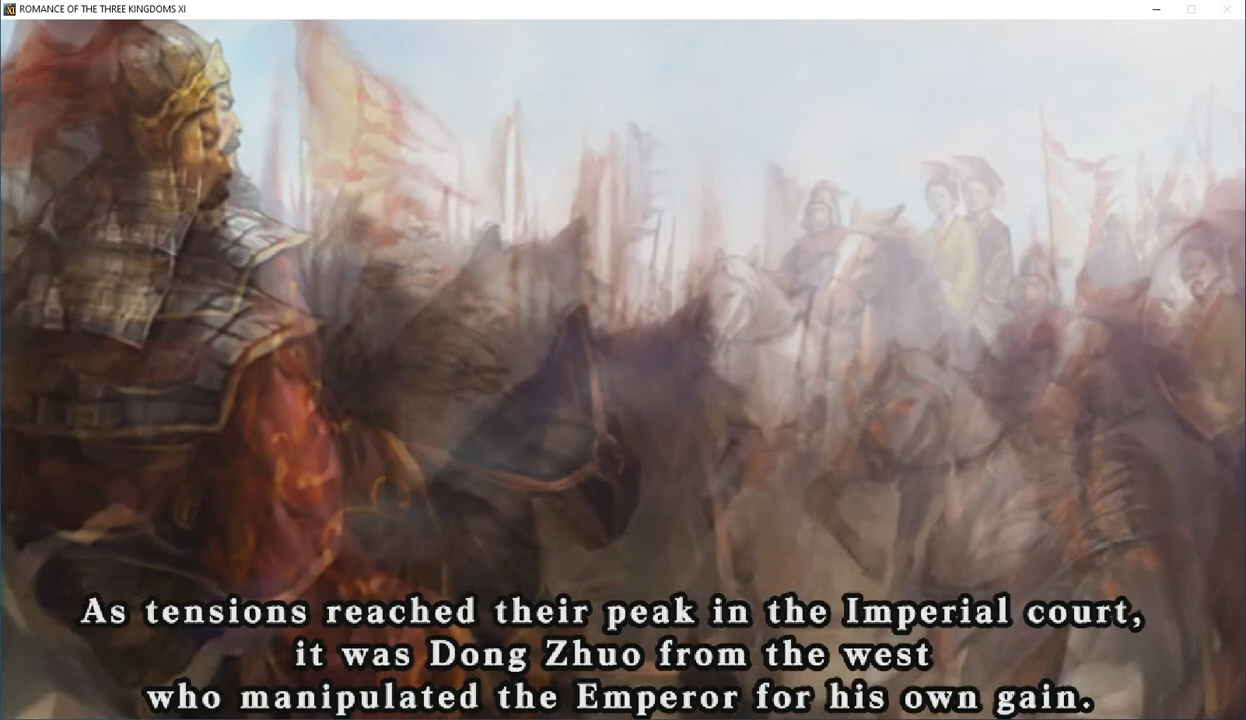 ROMANCE OF THE THREE KINGDOMS XI
As tensions reached their peak in the Imperial court,
it was Dong Zhuo from the west
who manipulated the Emperor for his own gain.